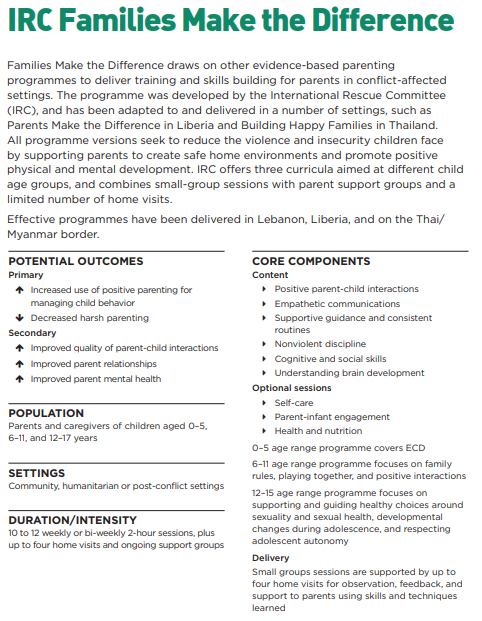 IRC Families Make the Difference
Families Make the Difference draws on other evidence-based parenting
programmes to deliver training and skills building for parents in conflict-affected
settings. The programme was developed by the International Rescue Committee
(IRC), and has been adapted to and delivered in a number of settings, such as
Parents Make the Difference in Liberia and Building Happy Families in Thailand.
All programme versions seek to reduce the violence and insecurity children face
by supporting parents to create safe home environments and promote positive
physical and mental development. IRC offers three curricula aimed at different child
age groups, and combines small-group sessions with parent support groups and a
limited number of home visits.
Effective programmes have been delivered in Lebanon, Liberia, and on the Thai/
Myanmar border.
POTENTIAL OUTCOMES
Primary
Increased use of positive parenting for
managing child behavior
Decreased harsh parenting
Secondary
Improved quality of parent-child interactions
Improved parent relationships
Improved parent mental health
POPULATION
Parents and caregivers of children aged 0–5,
6–11, and 12–17 years
SETTINGS
Community, humanitarian or post-conflict settings
DURATION/INTENSITY
10 to 12 weekly or bi-weekly 2-hour sessions, plus
up to four home visits and ongoing support groups
CORE COMPONENTS
Content
Positive parent-child interactions
Empathetic communications
Supportive guidance and consistent
routines
Nonviolent discipline
Cognitive and social skills
Understanding brain development
Optional sessions
Self-care
Parent-infant engagement
Health and nutrition
0–5 age range programme covers ECD
6–11 age range programme focuses on family
rules, playing together, and positive interactions
12–15 age range programme focuses on
supporting and guiding healthy choices around
sexuality and sexual health, developmental
changes during adolescence, and respecting
adolescent autonomy
Delivery
Small groups sessions are supported by up to
four home visits for observation, feedback, and
support to parents using skills and techniques
learned